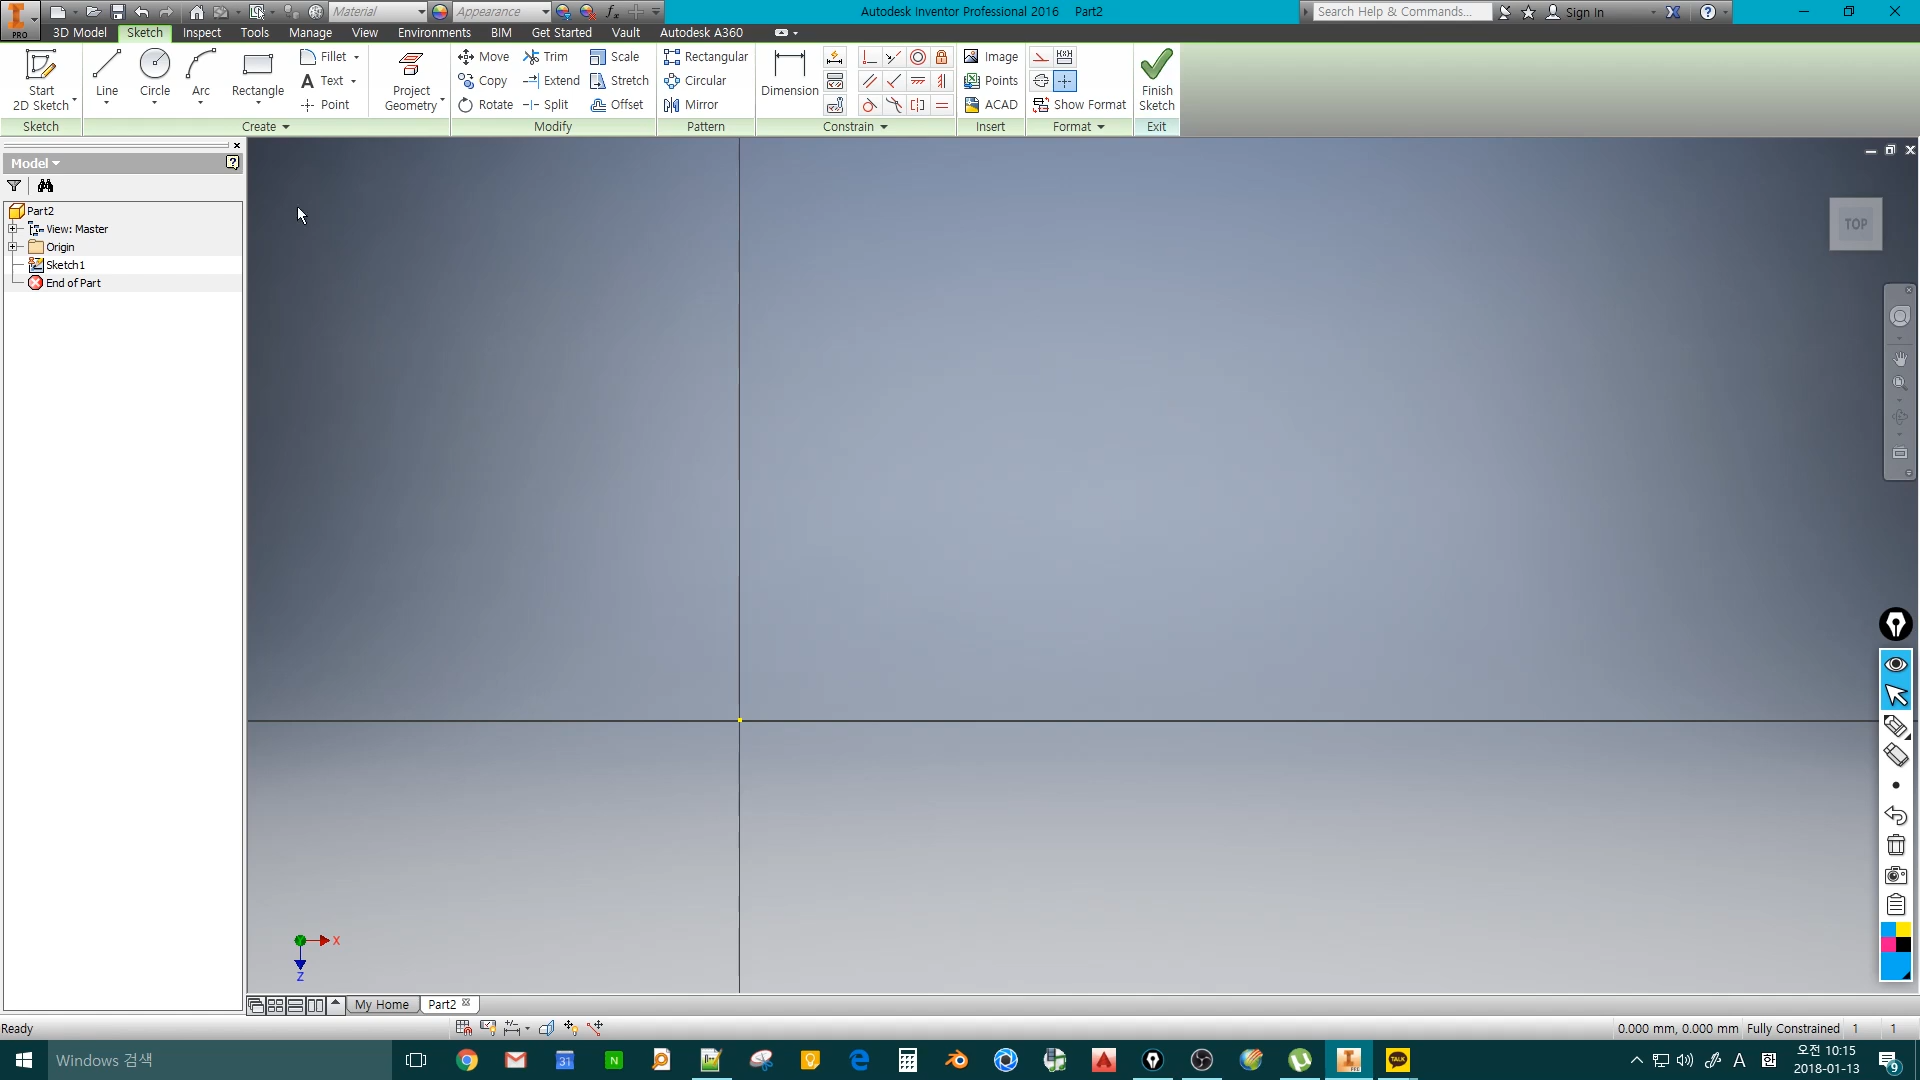 Material
Appearance
Autodesk Inventor Professional 2016 Part2
Search Help & Commands...
Sign In
PRO
3D Model Sketch Inspect Tools Manage View Environments BIM Get Started Vault Autodesk A360
Start
2D Sketch
Line
Circle
Arc
Rectangle
Fillet
Text
Point
Project
Geometry
Move
Copy
Rotate
Trim
Extend
Split
Scale
Stretch
Offset
Rectangular
Circular
Mirror
Dimension
Image
Points
ACAD
Show Format
Finish
Sketch
Sketch Create Modify Pattern Constrain Insert Format Exit
Model
Part2
View: Master
Origin
Sketch1
End of Part
TOP
X
Z
My Home Part2
Ready
0.000 mm, 0.000 mm Fully Constrained 1 1
Windows 검색
31
N
TALK
A
오전 10:15
2018-01-13
9